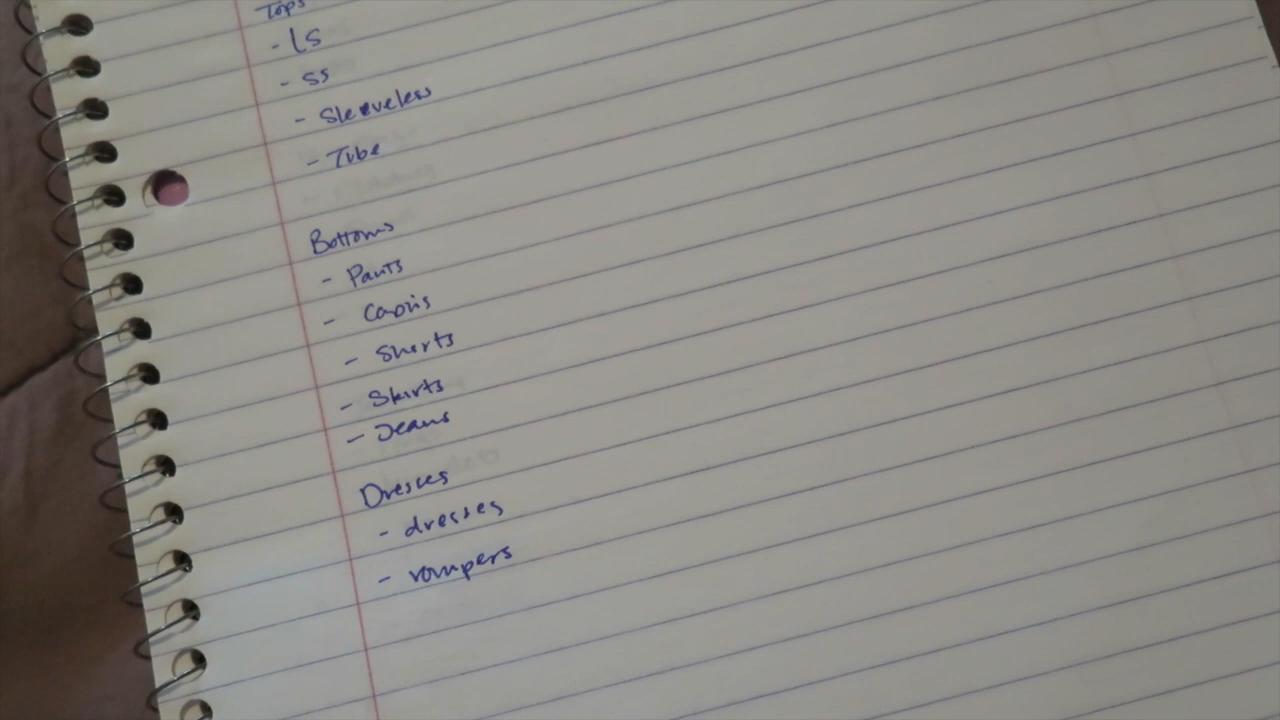 Tops
- LS
- SS
- Sleeveless
- Tube
Bottoms
- Pants
- Capris
- Shorts
- Skirts
- Jeans
Dresses
- dresses
- rompers